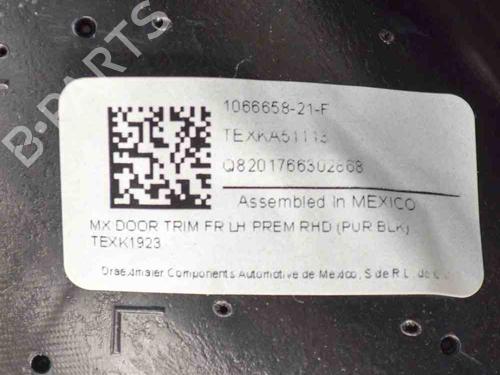 B-PARTS
1066658-21-F
TEXKA51113
Q8201766302868
Assembled In MEXICO
MX DOOR TRIM FR LH PREM RHD (PUR BLK)
TEXK1923
Draexlmaier Components Automotive de Mexico, S de R.L. de C.
L